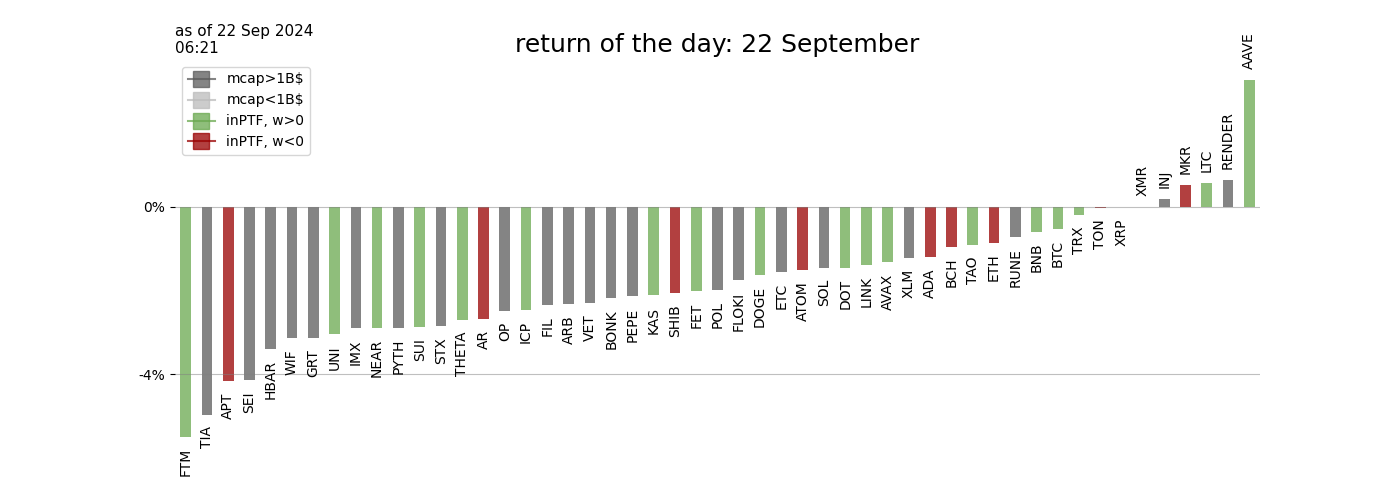 as of 22 Sep 2024
06:21
return of the day: 22 September
mcap>1B$
mcap<1B$
inPTF, w>0
inPTF, w<0
0%
-4%
FTM
TIA
APT
SEI
HBAR
WIF
GRT
UNI
IMX
NEAR
PYTH
SUI
STX
THETA
AR
OP
ICP
FIL
ARB
VET
BONK
PEPE
KAS
SHIB
FET
POL
FLOKI
DOGE
ETC
ATOM
SOL
DOT
LINK
AVAX
XLM
ADA
BCH
TAO
ETH
RUNE
BNB
BTC
TRX
TON
XRP
XMR
INJ
MKR
LTC
RENDER
AAVE